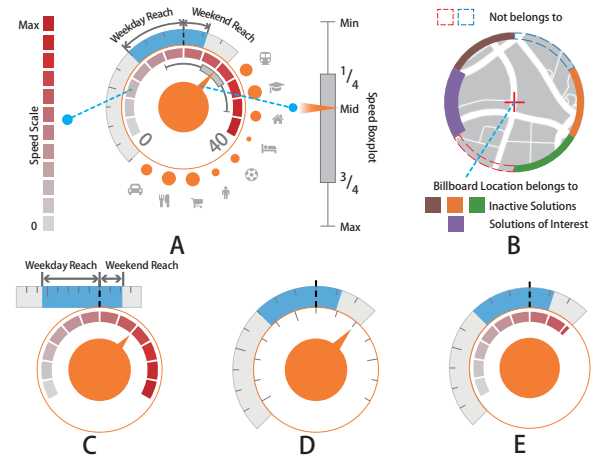 Max
Speed Scale
0
Weekday Reach
Weekend Reach
0
40
A
Min
1/4
Mid
3/4
Max
Speed Boxplot
Not belongs to
Billboard Location belongs to
Inactive Solutions
Solutions of Interest
B
Weekday Reach
Weekend Reach
C
D
E